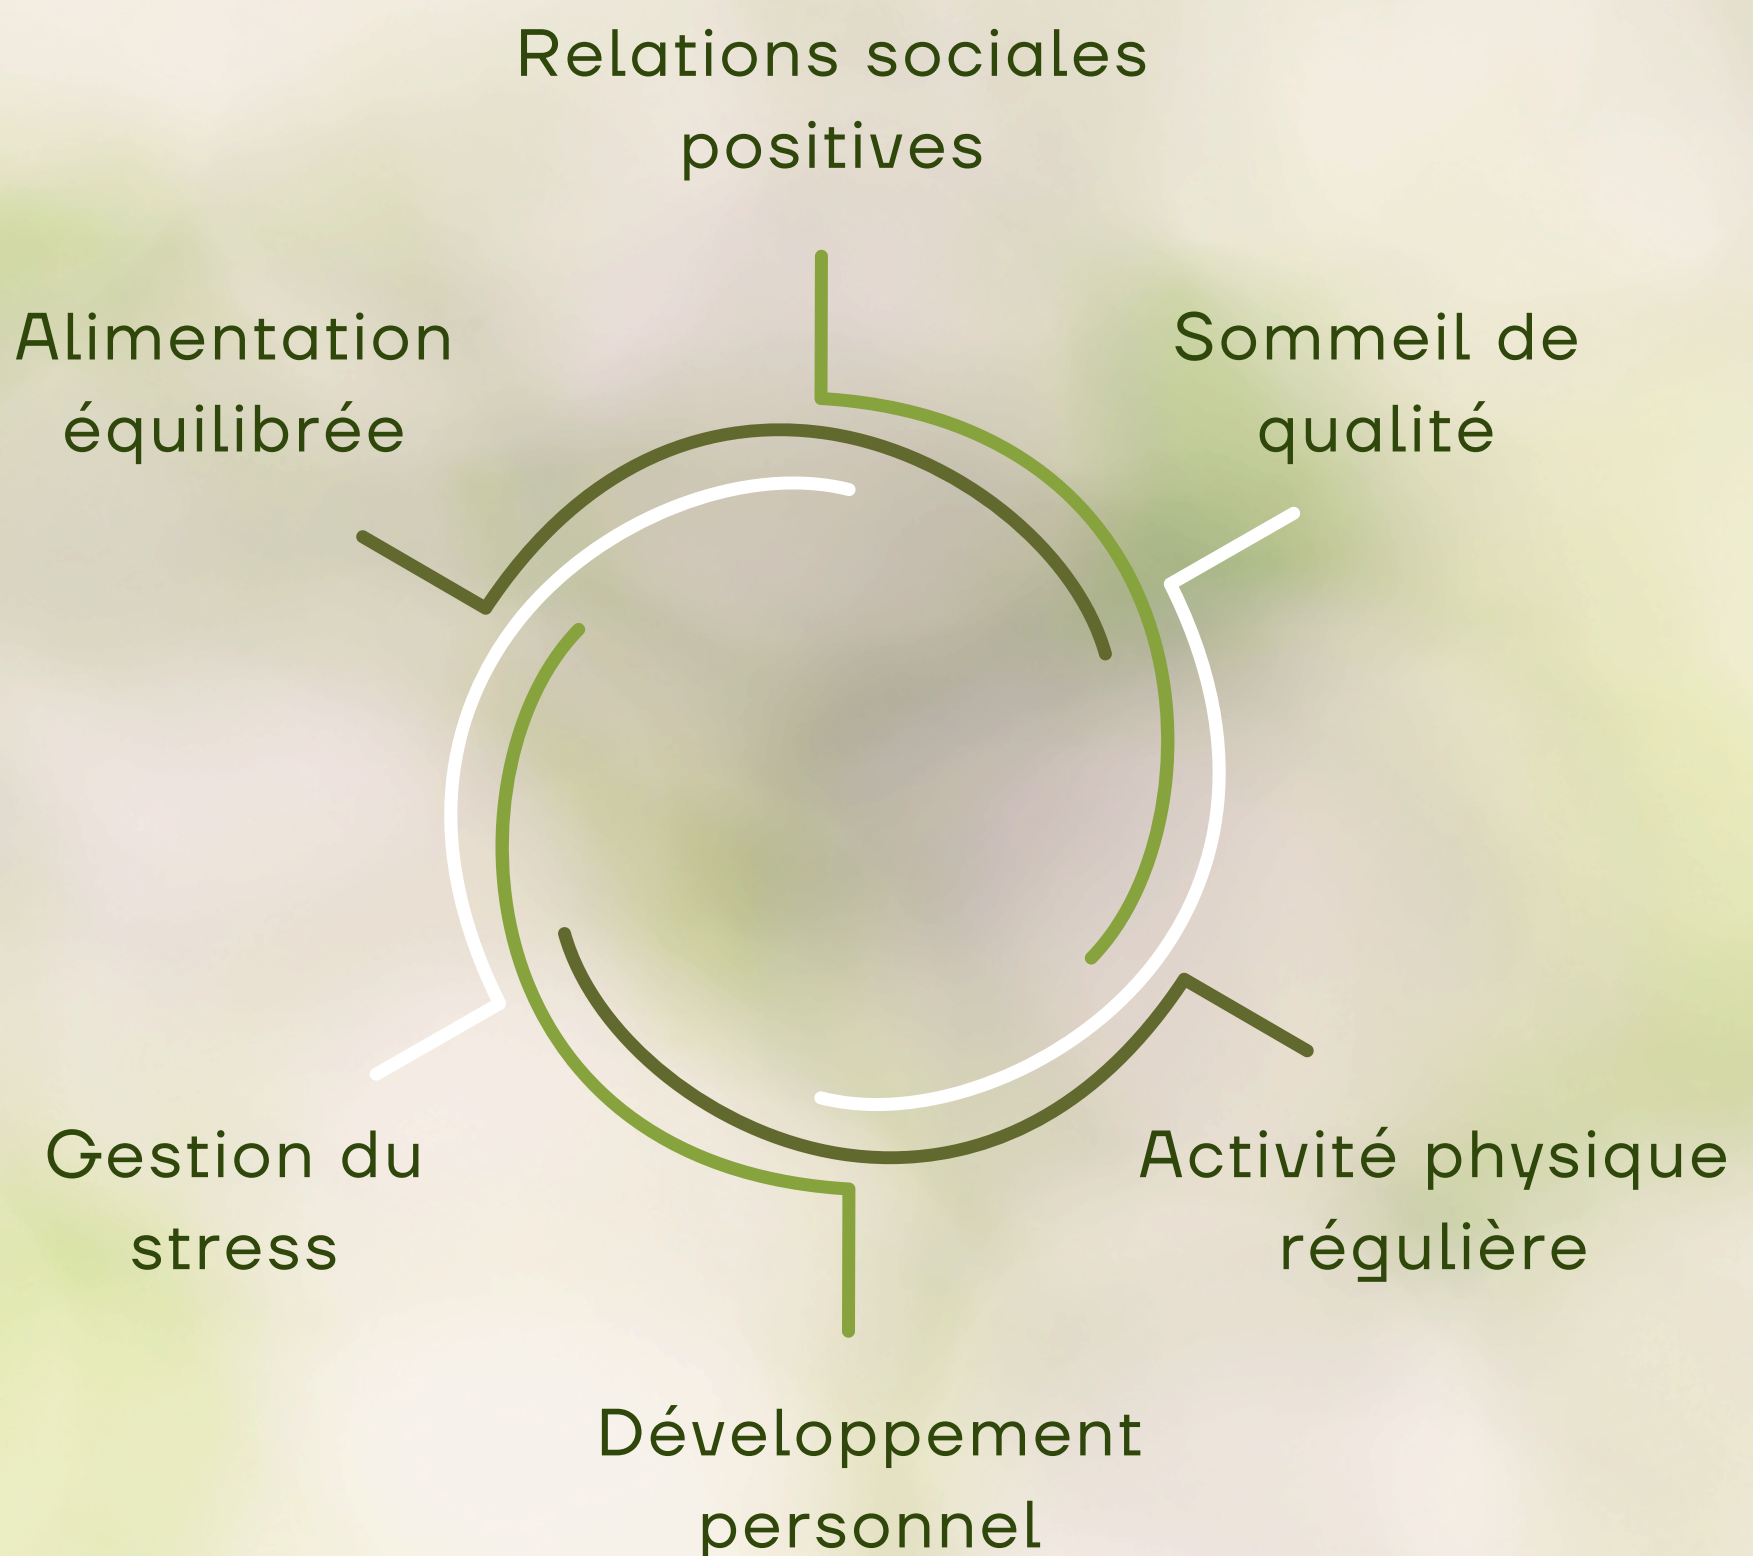 Relations sociales
positives
Alimentation
équilibrée
Sommeil de
qualité
Gestion du
stress
Activité physique
régulière
Développement
personnel